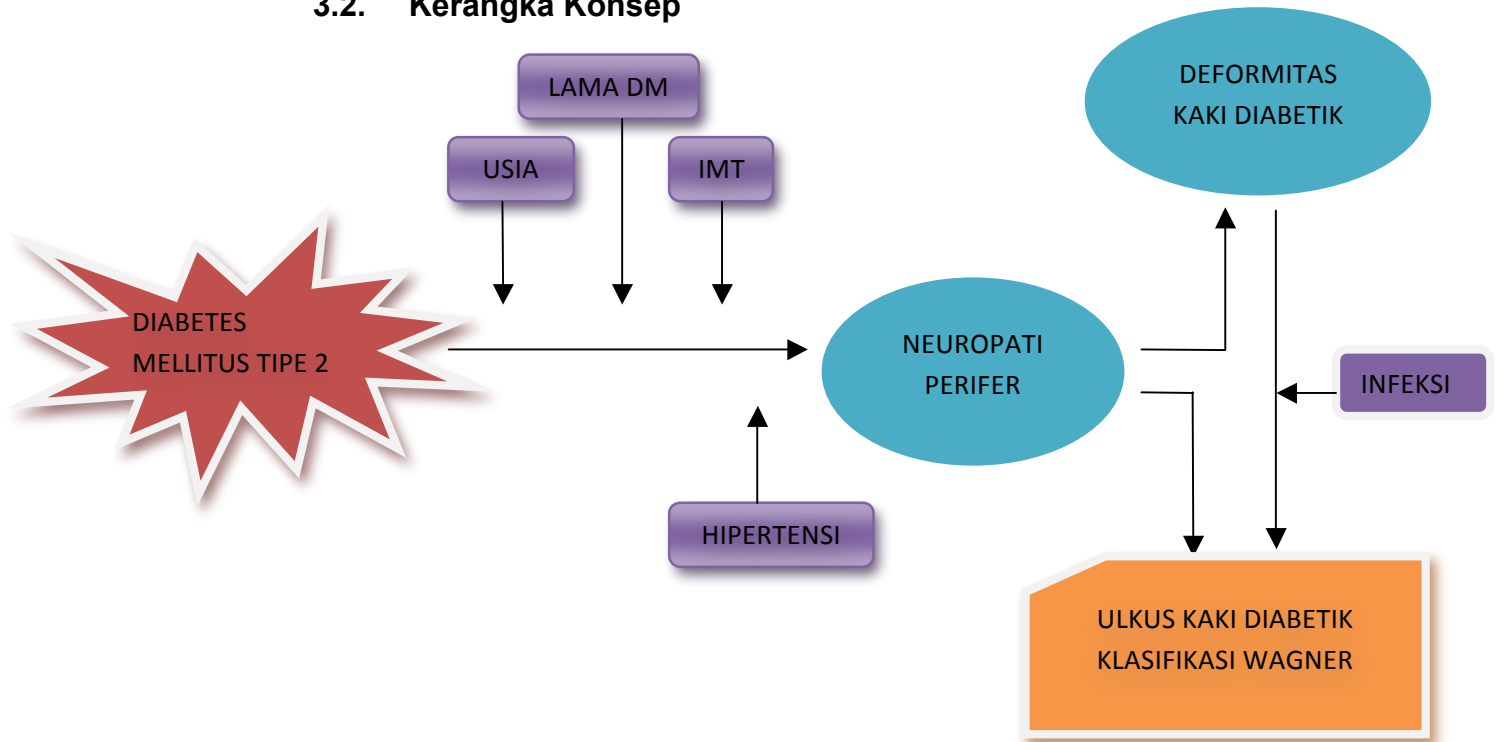 3.2. Kerangka Konsep
LAMA DM
USIA
IMT
DEFORMITAS
KAKI DIABETIK
DIABETES
MELLITUS TIPE 2
NEUROPATI
PERIFER
INFEKSI
HIPERTENSI
ULKUS KAKI DIABETIK
KLASIFIKASI WAGNER